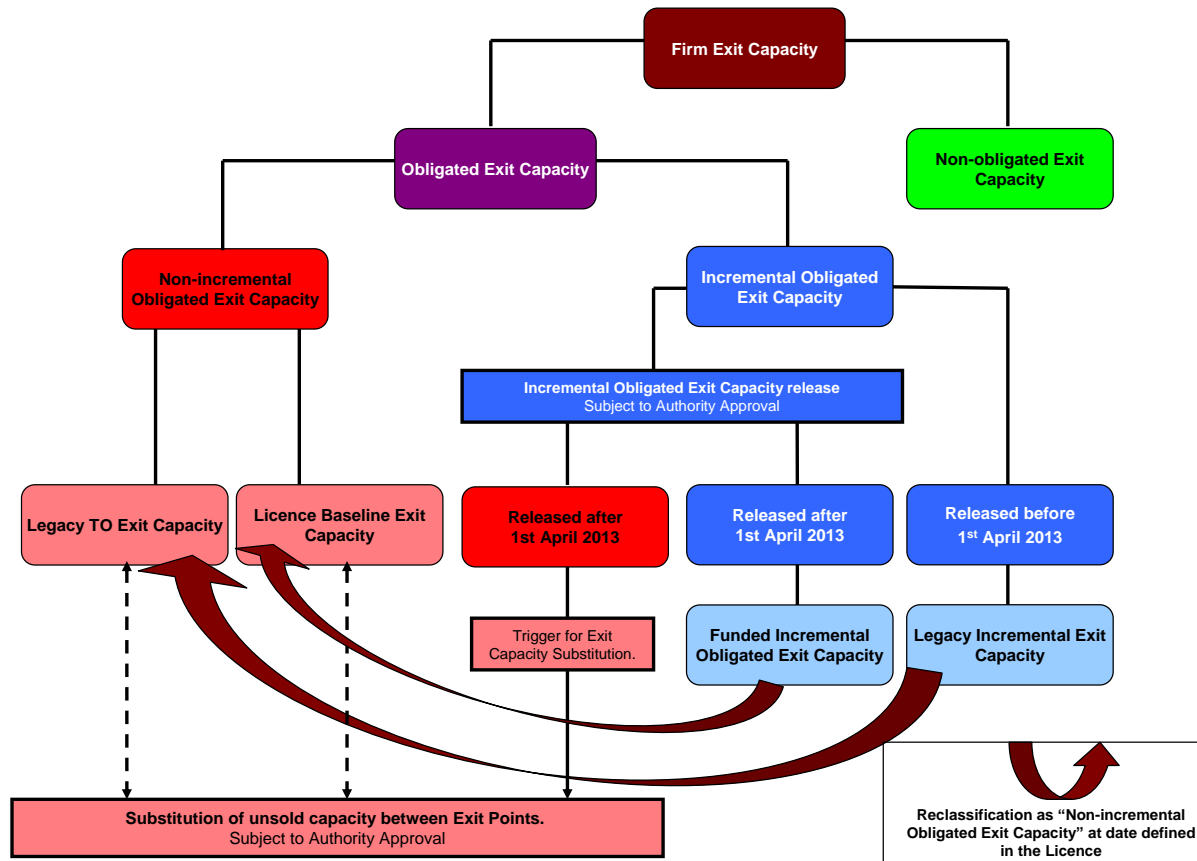 Firm Exit Capacity
Obligated Exit Capacity
Non-obligated Exit
Capacity
Non-incremental
Obligated Exit Capacity
Incremental Obligated
Exit Capacity
Incremental Obligated Exit Capacity release
Subject to Authority Approval
Legacy TO Exit Capacity
Licence Baseline Exit
Capacity
Released after
1st April 2013
Released after
1st April 2013
Released before
1st April 2013
Trigger for Exit
Capacity Substitution.
Funded Incremental
Obligated Exit Capacity
Legacy Incremental Exit
Capacity
Substitution of unsold capacity between Exit Points.
Subject to Authority Approval
Reclassification as “Non-incremental
Obligated Exit Capacity” at date defined
in the Licence